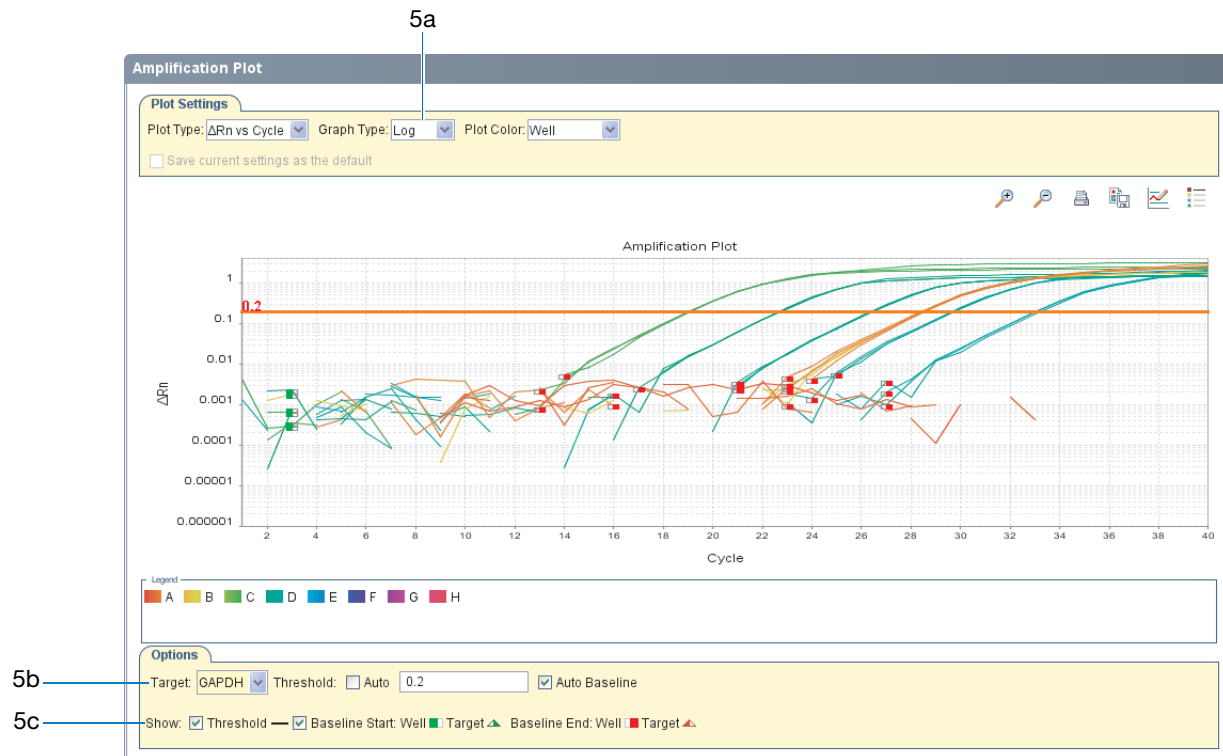 5a
Amplification Plot
Plot Settings
Plot Type: ΔRn vs Cycle Graph Type: Log Plot Color: Well
Save current settings as the default
Amplification Plot
1
0.2
0.1
0.01
0.001
0.0001
0.00001
0.000001
ΔRn
2 4 6 8 10 12 14 16 18 20 22 24 26 28 30 32 34 36 38 40
Cycle
Legend
A B C D E F G H
Options
5b
Target: GAPDH Threshold: Auto 0.2 Auto Baseline
5c
Show: Threshold Baseline Start: Well Target Baseline End: Well Target